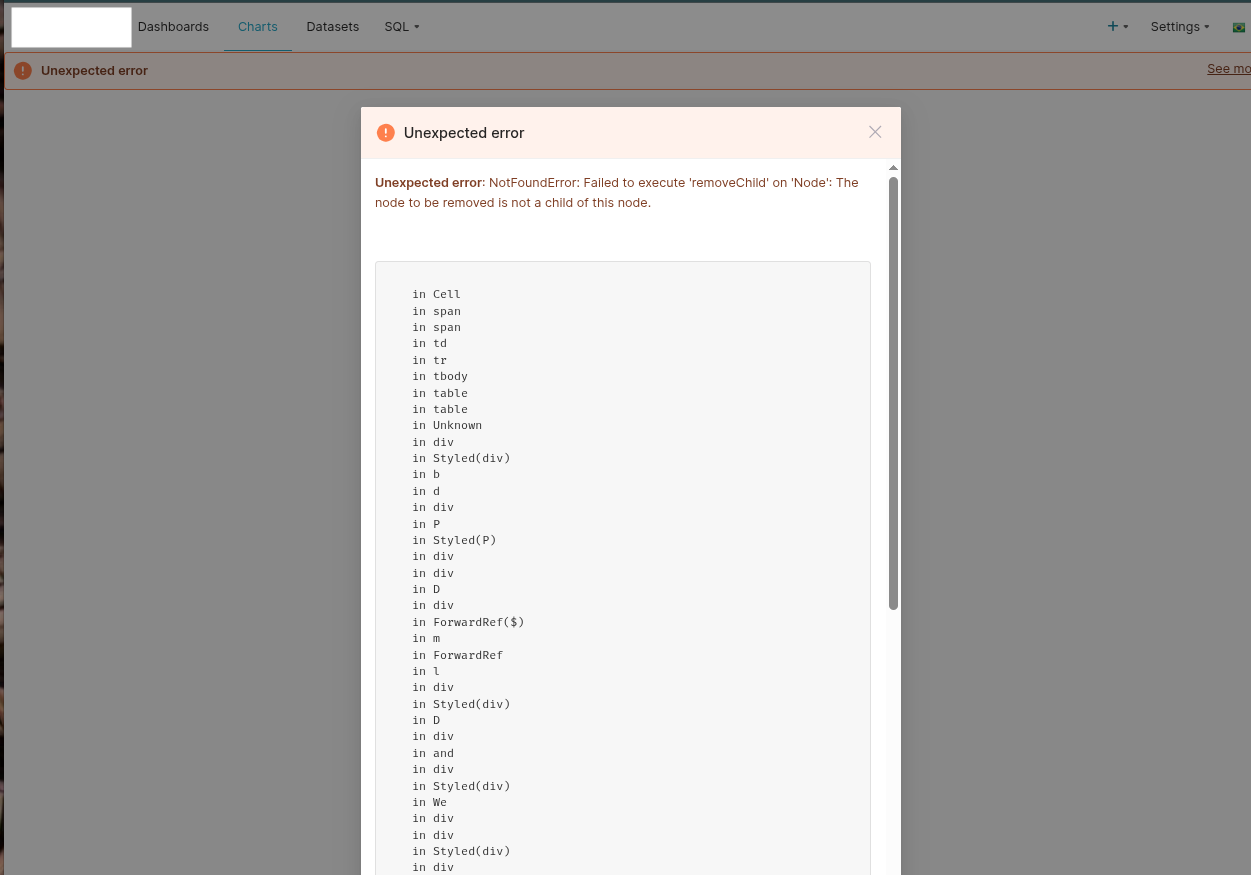 Dashboards Charts Datasets SQL + Settings
Unexpected error See mo
Unexpected error
Unexpected error: NotFoundError: Failed to execute 'removeChild' on 'Node': The
node to be removed is not a child of this node.
in Cell
in span
in span
in td
in tr
in tbody
in table
in table
in Unknown
in div
in Styled(div)
in b
in d
in div
in P
in Styled(P)
in div
in div
in D
in div
in ForwardRef($)
in m
in ForwardRef
in l
in div
in Styled(div)
in D
in div
in and
in div
in Styled(div)
in We
in div
in div
in Styled(div)
in div